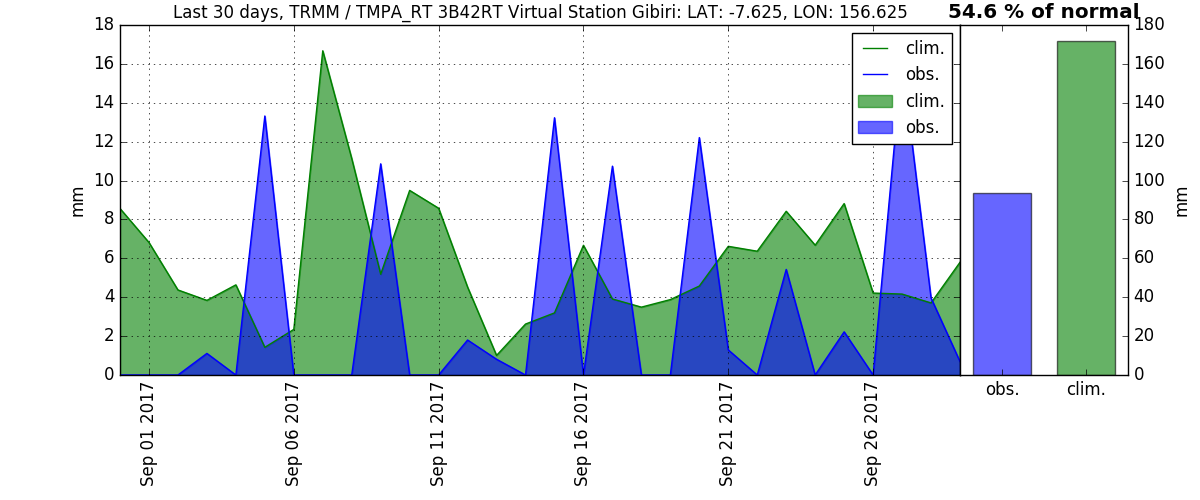 Last 30 days, TRMM / TMPA_RT 3B42RT Virtual Station Gibiri: LAT: -7.625, LON: 156.625
54.6 % of normal
18
16
14
12
10
8
6
4
2
0
mm
clim.
obs.
clim.
obs.
180
160
140
120
100
80
60
40
20
0
mm
Sep 01 2017
Sep 06 2017
Sep 11 2017
Sep 16 2017
Sep 21 2017
Sep 26 2017
obs.
clim.